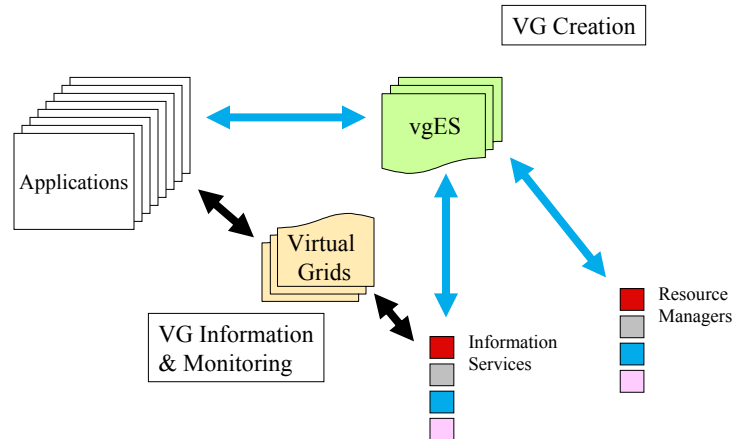 VG Creation
vgES
Applications
Virtual
Grids
Resource
Managers
VG Information
& Monitoring
Information
Services